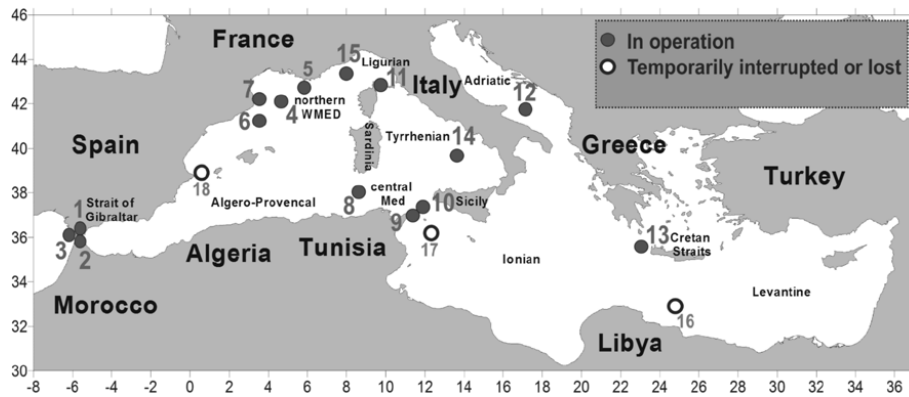 46
44
42
40
38
36
34
32
30
-8 -6 -4 -2 0 2 4 6 8 10 12 14 16 18 20 22 24 26 28 30 32 34 36
In operation
Temporarily interrupted or lost
France
Spain
Italy
Greece
Turkey
Algeria
Tunisia
Morocco
Libya
Ligurian
Adriatic
northern
WMED
Sardinia
Tyrrhenian
central
Med
Sicily
Algero-Provencal
Strait of
Gibraltar
Ionian
Cretan
Straits
Levantine
1
2
3
4
5
6
7
8
9
10
11
12
13
14
15
16
17
18